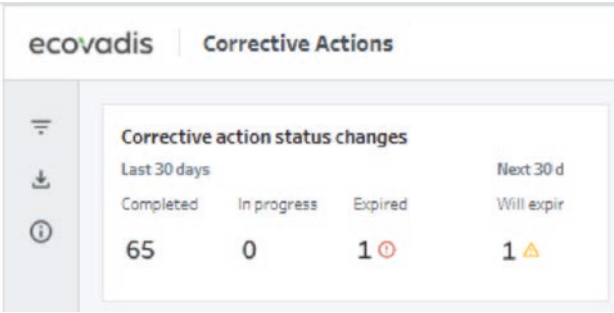 ecovadis Corrective Actions
Corrective action status changes
Last 30 days Next 30 d
Completed In progress Expired Will expir
65 0 1 1